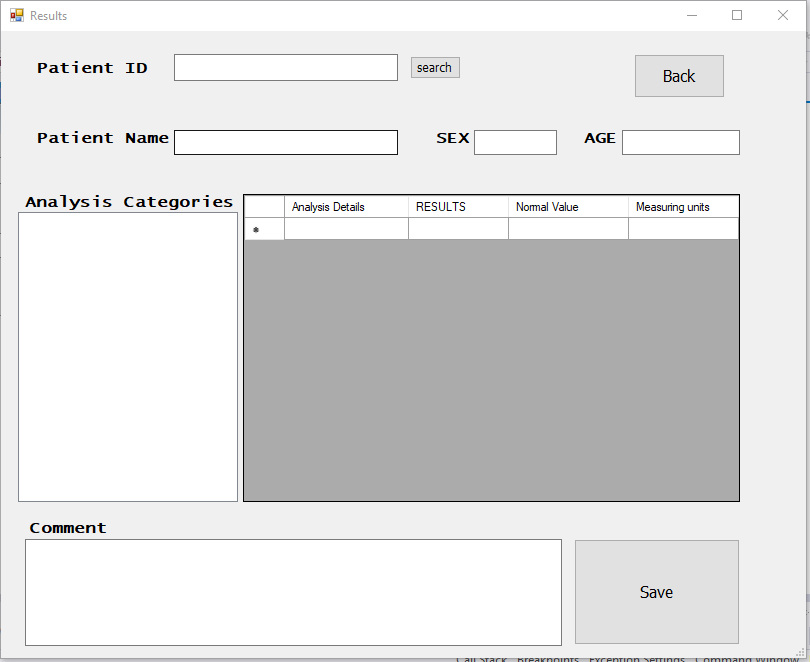 Results
Patient ID
search
Back
Patient Name
SEX
AGE
Analysis Categories
Analysis Details RESULTS Normal Value Measuring units
*
Comment
Save
Call Stack Breakpoints Exception Settings Command Window